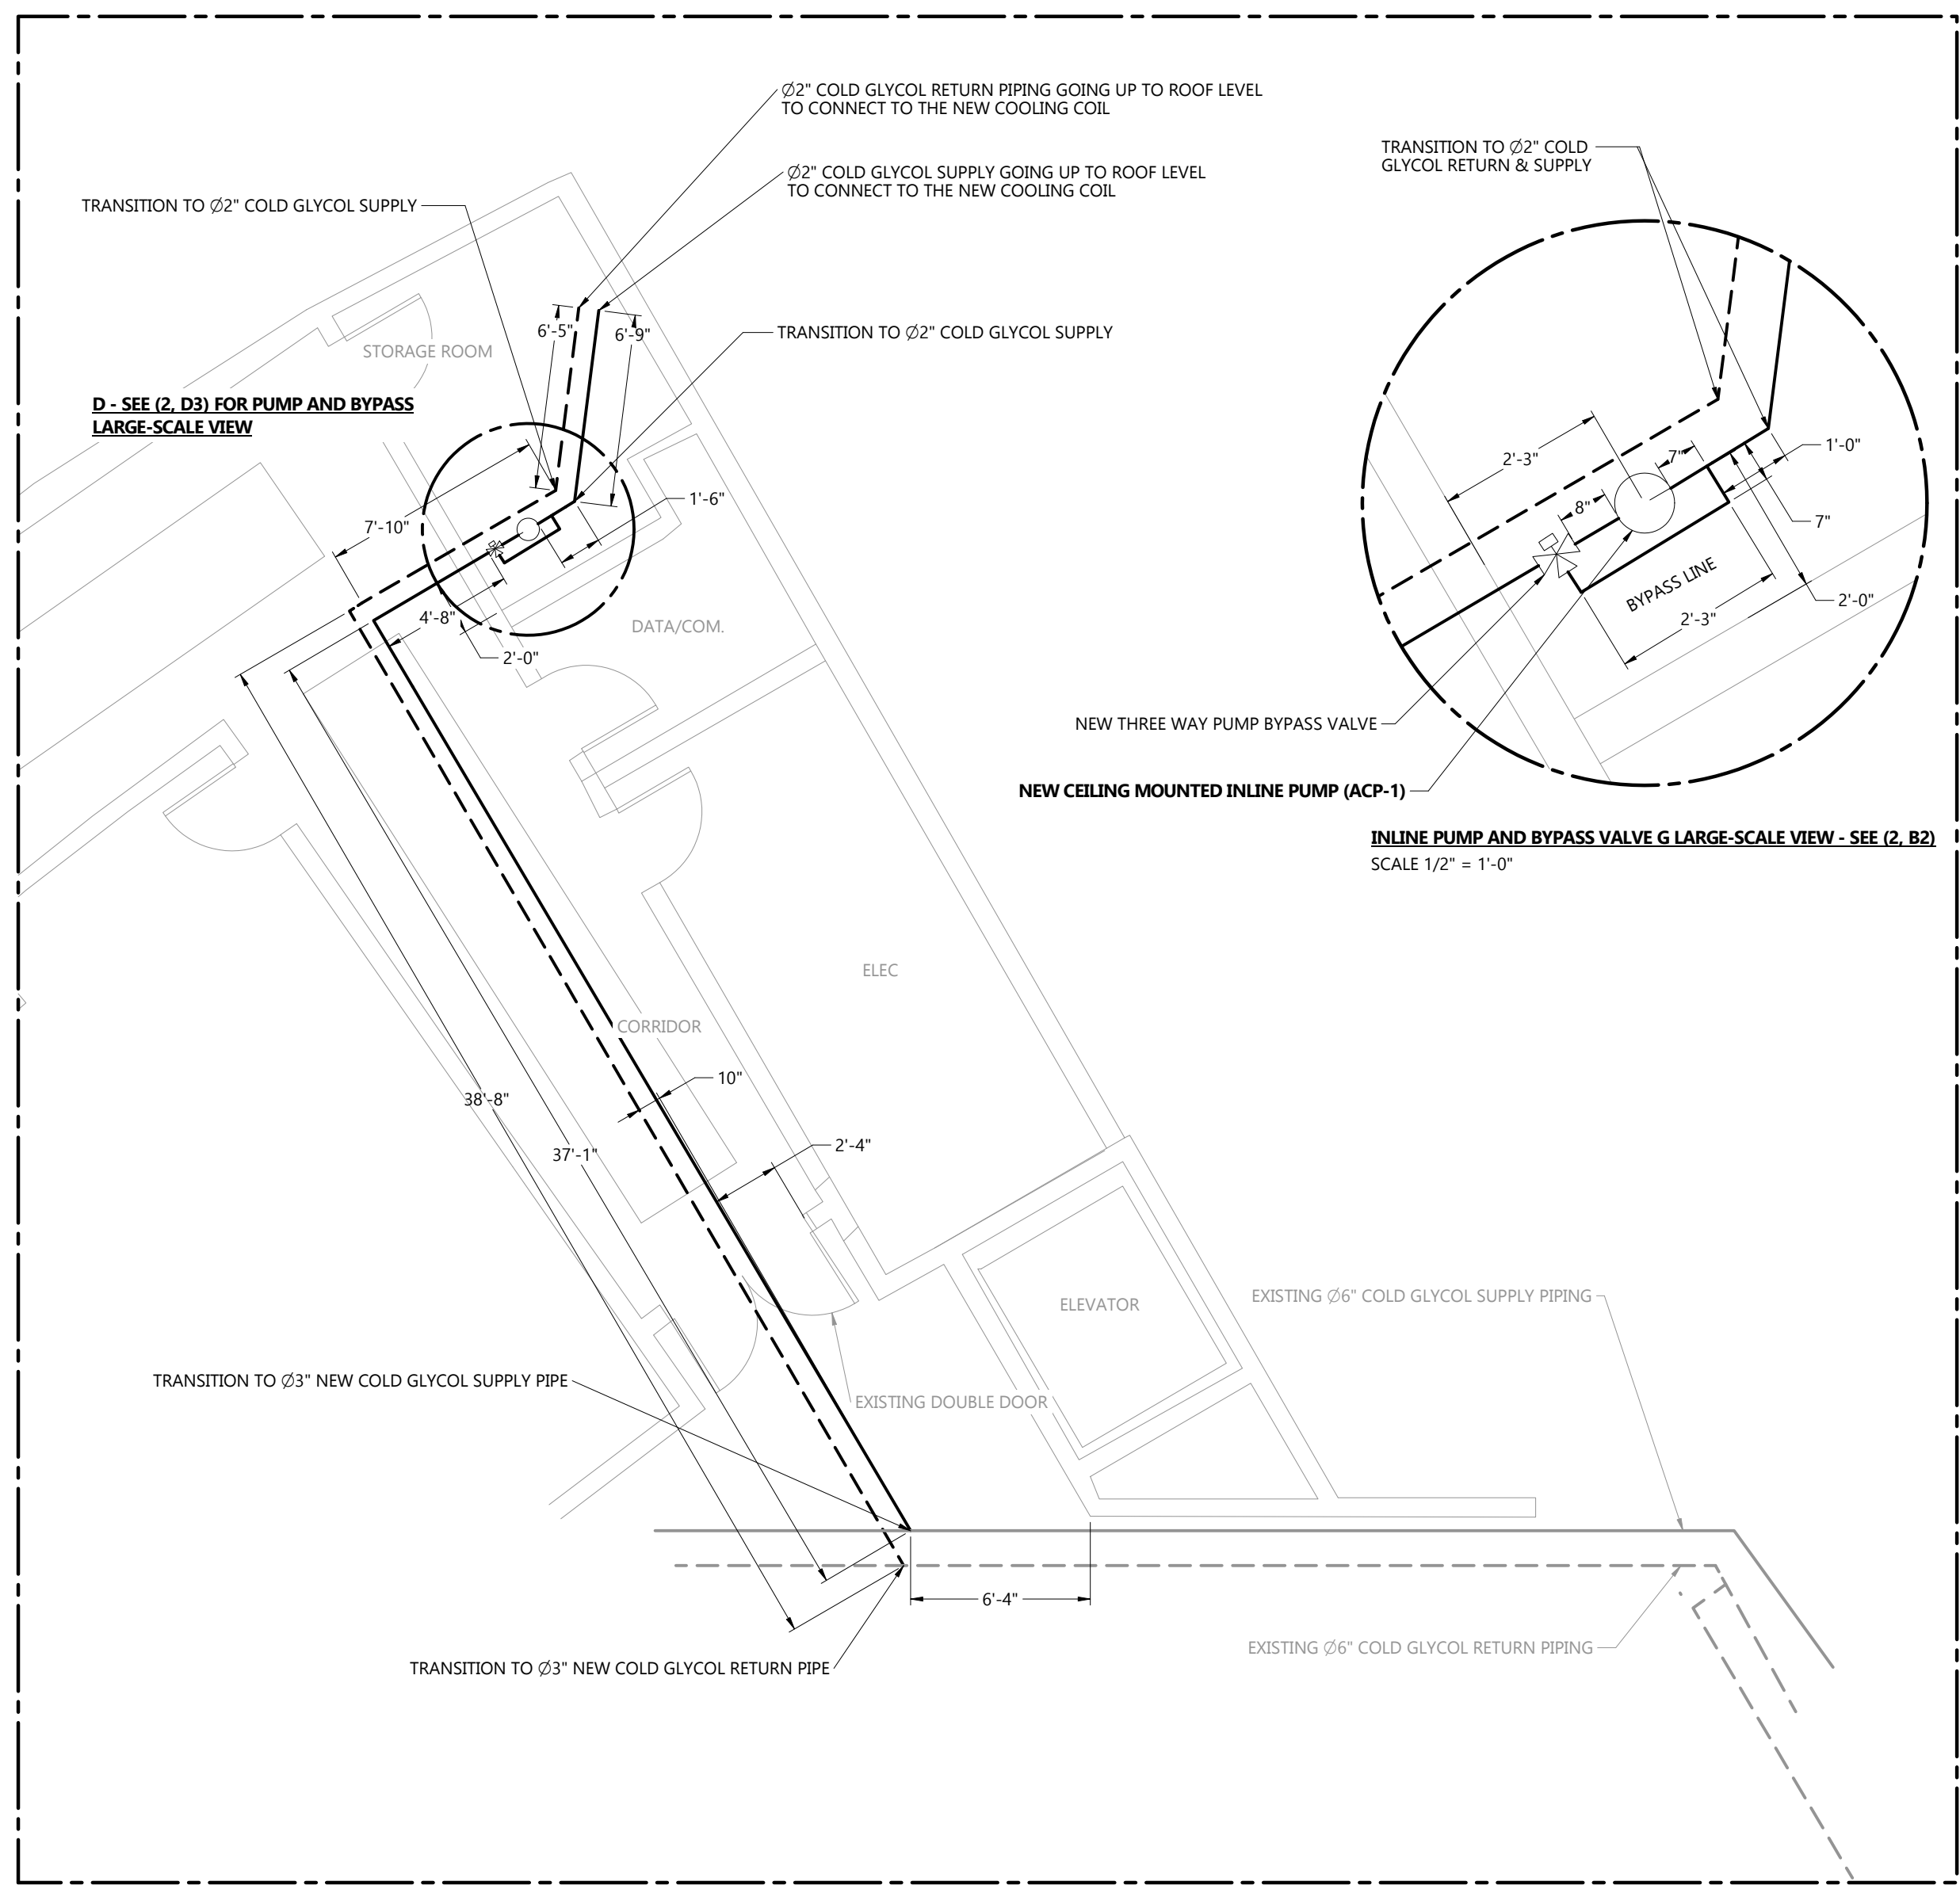 Ø2" COLD GLYCOL RETURN PIPING GOING UP TO ROOF LEVEL
TO CONNECT TO THE NEW COOLING COIL
TRANSITION TO Ø2" COLD
GLYCOL RETURN & SUPPLY
Ø2" COLD GLYCOL SUPPLY GOING UP TO ROOF LEVEL
TO CONNECT TO THE NEW COOLING COIL
TRANSITION TO Ø2" COLD GLYCOL SUPPLY
6'-5"
6'-9"
TRANSITION TO Ø2" COLD GLYCOL SUPPLY
STORAGE ROOM
D - SEE (2, D3) FOR PUMP AND BYPASS
LARGE-SCALE VIEW
1'-6"
7'-10"
4'-8"
2'-0"
DATA/COM.
2'-3"
7"
1'-0"
8"
7"
BYPASS LINE
2'-0"
2'-3"
NEW THREE WAY PUMP BYPASS VALVE
NEW CEILING MOUNTED INLINE PUMP (ACP-1)
INLINE PUMP AND BYPASS VALVE G LARGE-SCALE VIEW - SEE (2, B2)
SCALE 1/2" = 1'-0"
ELEC
CORRIDOR
10"
38'-8"
37'-1"
2'-4"
EXISTING Ø6" COLD GLYCOL SUPPLY PIPING
ELEVATOR
TRANSITION TO Ø3" NEW COLD GLYCOL SUPPLY PIPE
EXISTING DOUBLE DOOR
6'-4"
EXISTING Ø6" COLD GLYCOL RETURN PIPING
TRANSITION TO Ø3" NEW COLD GLYCOL RETURN PIPE